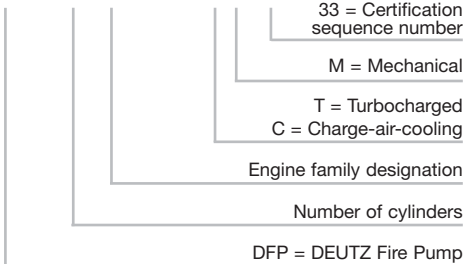 33 = Certification
sequence number
M = Mechanical
T = Turbocharged
C = Charge-air-cooling
Engine family designation
Number of cylinders
DFP = DEUTZ Fire Pump